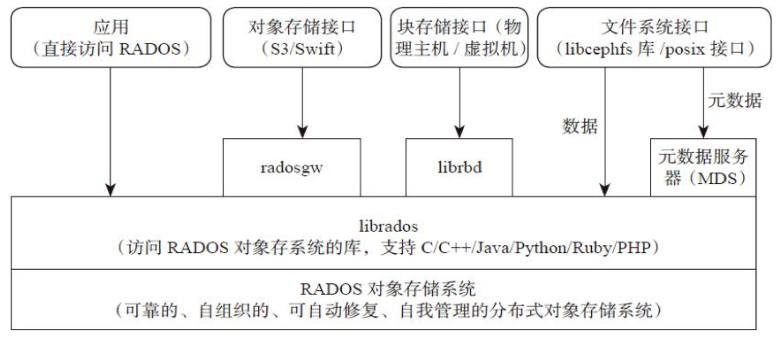 应用
（直接访问 RADOS）
对象存储接口
（S3/Swift）
块存储接口（物
理主机 / 虚拟机）
文件系统接口
（libcephfs 库 /posix 接口）
数据
元数据
radosgw
librbd
元数据服务
器（MDS）
librados
（访问 RADOS 对象存系统的库，支持 C/C++/Java/Python/Ruby/PHP）
RADOS 对象存储系统
（可靠的、自组织的、可自动修复、自我管理的分布式对象存储系统）